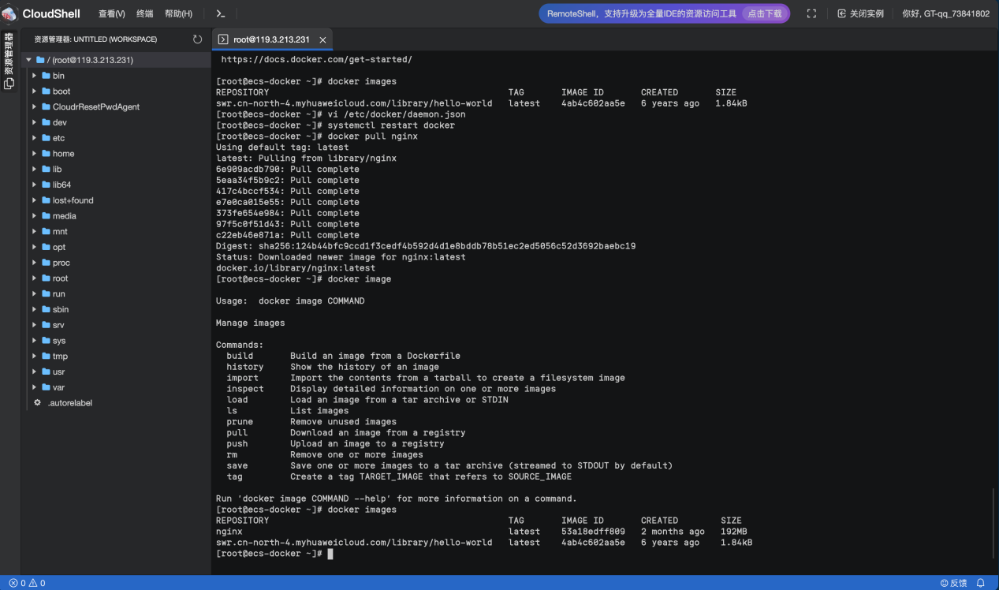 CloudShell 查看(V) 终端 帮助(H) RemoteShell，支持升级为全量IDE的资源访问工具 点击下载 关闭实例 你好, GT-qq_73841802
资源管理器
资源管理器: UNTITLED (WORKSPACE)
/ (root@119.3.213.231)
bin
boot
CloudrResetPwdAgent
dev
etc
home
lib
lib64
lost+found
media
mnt
opt
proc
root
run
sbin
srv
sys
tmp
usr
var
.autorelabel
root@119.3.213.231
https://docs.docker.com/get-started/
[root@ecs-docker ~]# docker images
REPOSITORY TAG IMAGE ID CREATED SIZE
swr.cn-north-4.myhuaweicloud.com/library/hello-world latest 4ab4c602aa5e 6 years ago 1.84kB
[root@ecs-docker ~]# vi /etc/docker/daemon.json
[root@ecs-docker ~]# systemctl restart docker
[root@ecs-docker ~]# docker pull nginx
Using default tag: latest
latest: Pulling from library/nginx
6e909acdb790: Pull complete
5eaa34f5b9c2: Pull complete
417c4bccf534: Pull complete
e7e0ca015e55: Pull complete
373fe654e984: Pull complete
97f5c0f51d43: Pull complete
c22eb46e871a: Pull complete
Digest: sha256:124b44bfc9ccd1f3cedf4b592d4d1e8bddb78b51ec2ed5056c52d3692baebc19
Status: Downloaded newer image for nginx:latest
docker.io/library/nginx:latest
[root@ecs-docker ~]# docker image
Usage:  docker image COMMAND
Manage images
Commands:
build Build an image from a Dockerfile
history Show the history of an image
import Import the contents from a tarball to create a filesystem image
inspect Display detailed information on one or more images
load Load an image from a tar archive or STDIN
ls List images
prune Remove unused images
pull Download an image from a registry
push Upload an image to a registry
rm Remove one or more images
save Save one or more images to a tar archive (streamed to STDOUT by default)
tag Create a tag TARGET_IMAGE that refers to SOURCE_IMAGE
Run 'docker image COMMAND --help' for more information on a command.
[root@ecs-docker ~]# docker images
REPOSITORY TAG IMAGE ID CREATED SIZE
nginx latest 53a18edff809 2 months ago 192MB
swr.cn-north-4.myhuaweicloud.com/library/hello-world latest 4ab4c602aa5e 6 years ago 1.84kB
[root@ecs-docker ~]#
0 0 反馈